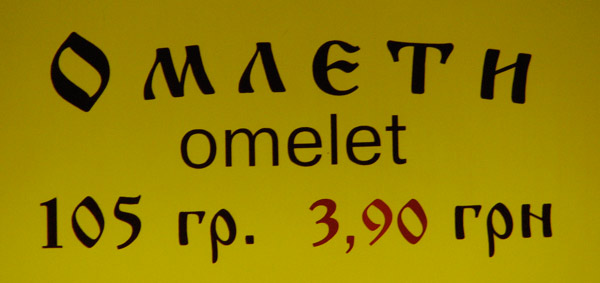 Омлети
omelet
105 гр. 3,90 грн